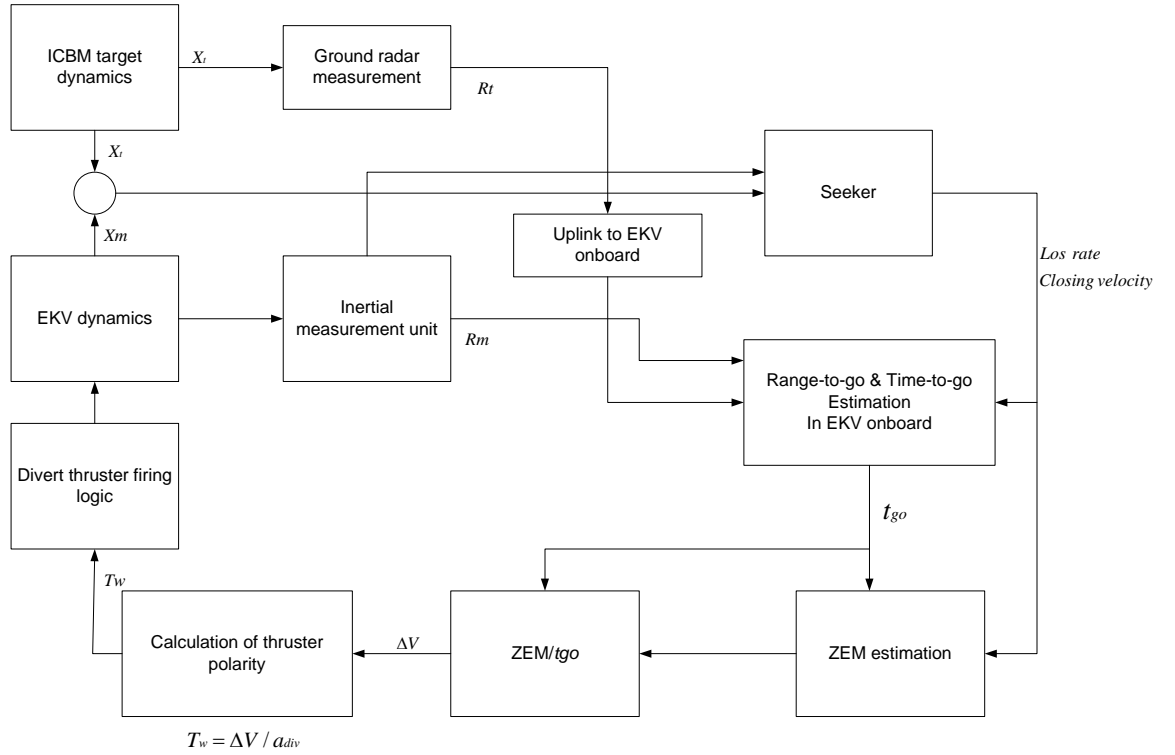 ICBM target
dynamics
Xt
Ground radar
measurement
Rt
Xt
Seeker
Xm
Uplink to EKV
onboard
Los rate
Closing velocity
EKV dynamics
Inertial
measurement unit
Rm
Range-to-go & Time-to-go
Estimation
In EKV onboard
Divert thruster firing
logic
tgo
Tw
Calculation of thruster
polarity
ΔV
ZEM/tgo
ZEM estimation
Tw = ΔV / adiv